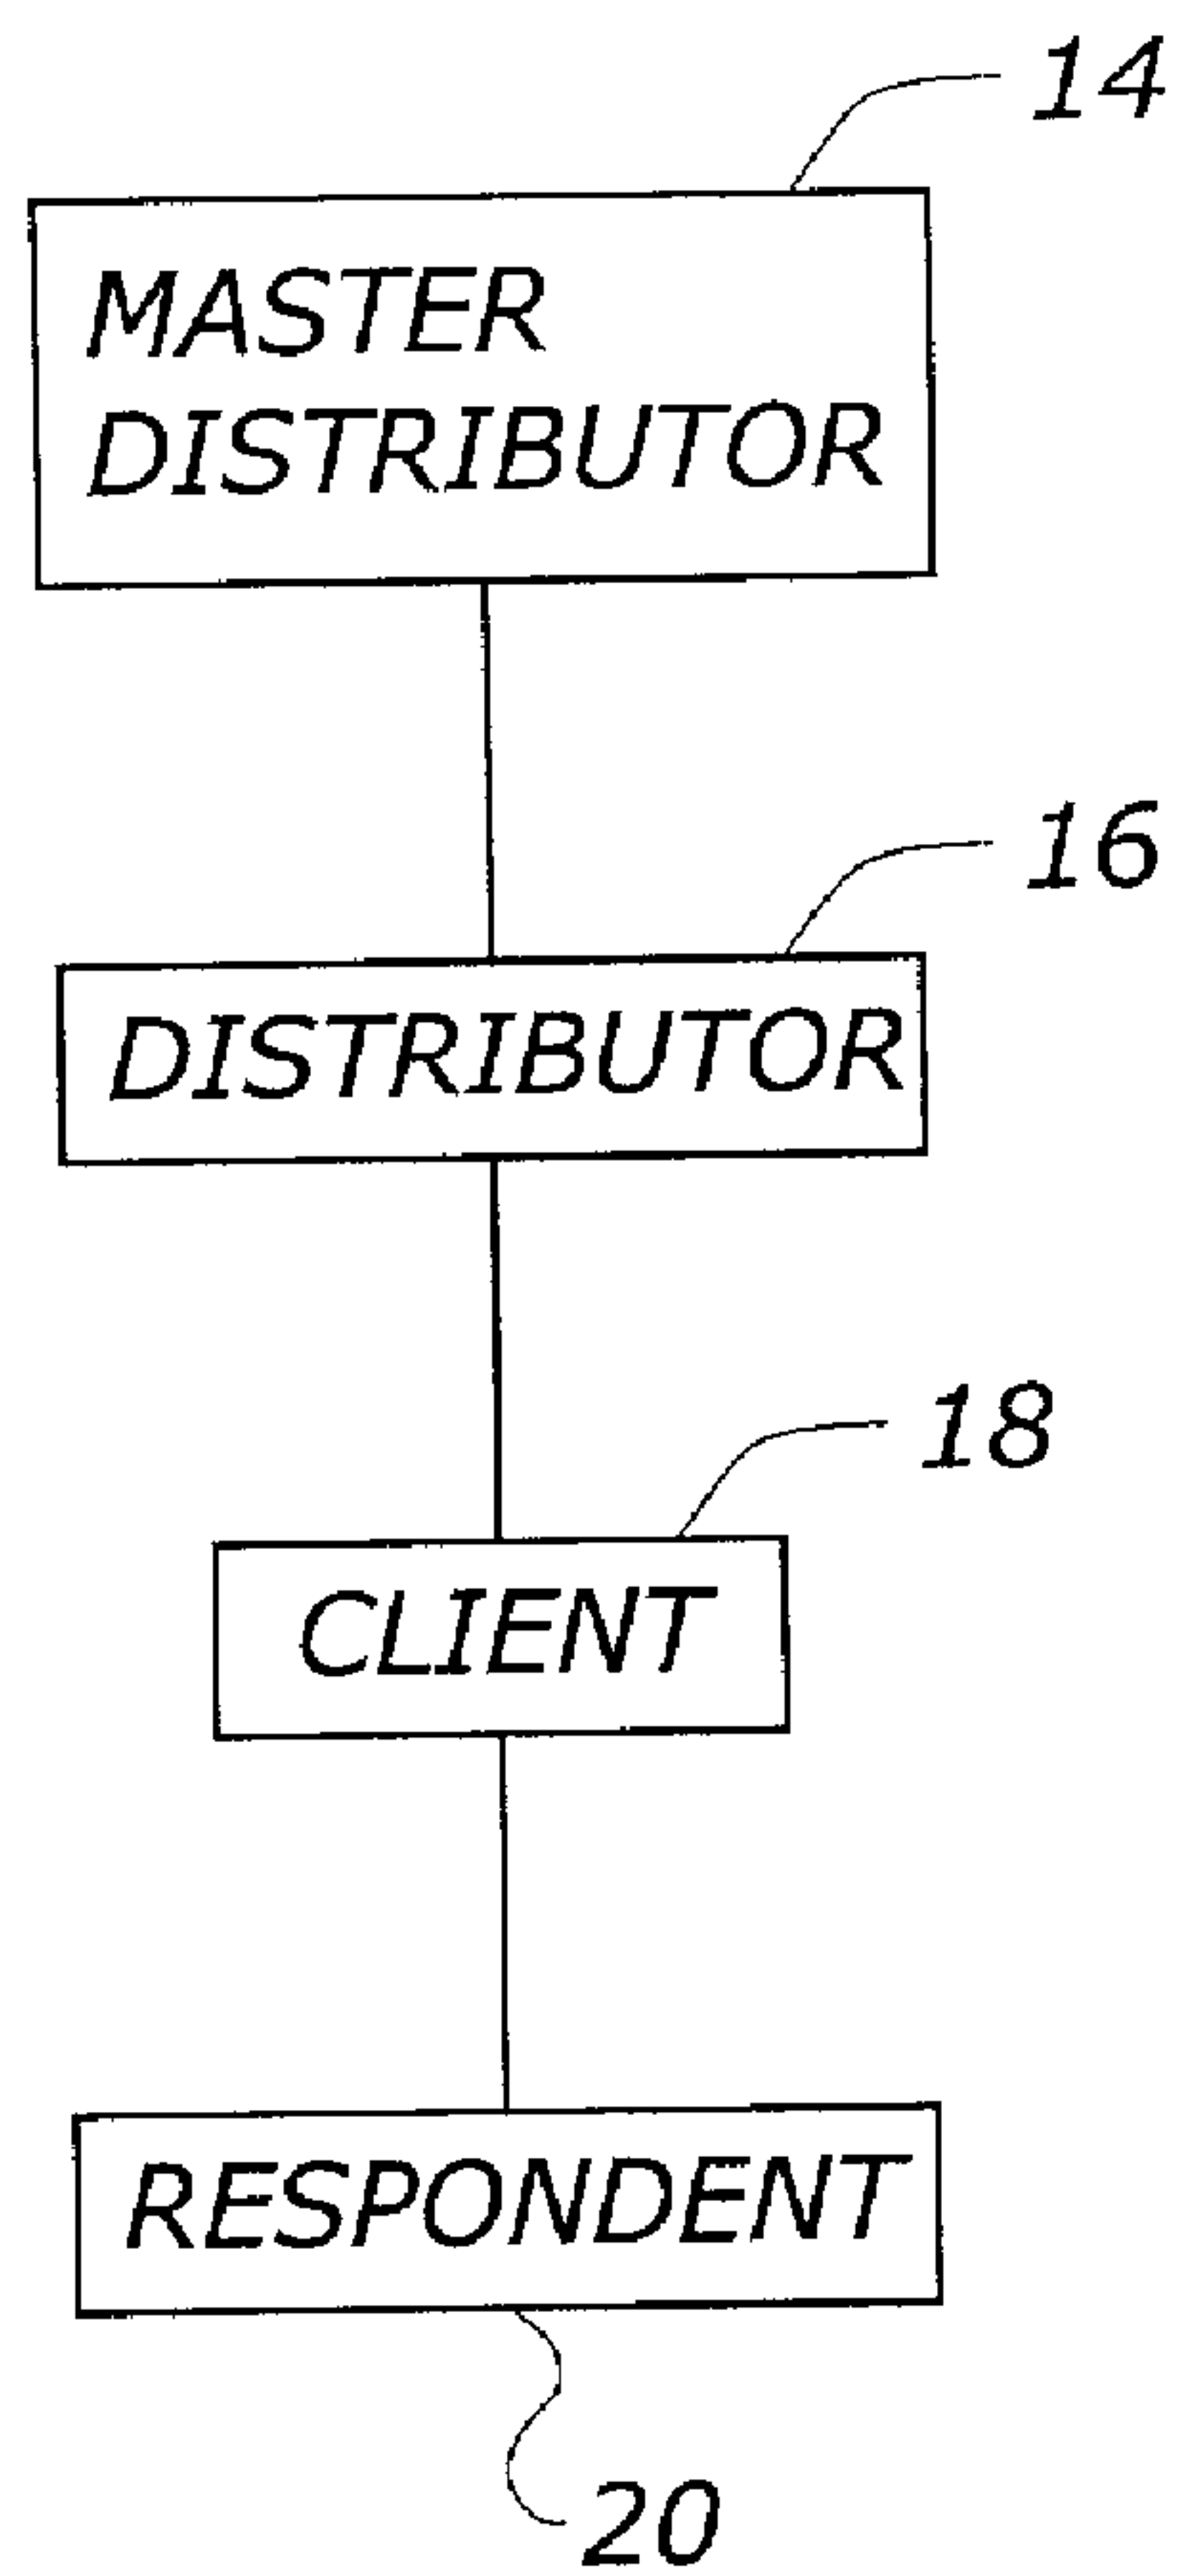 14
MASTER
DISTRIBUTOR
16
DISTRIBUTOR
18
CLIENT
RESPONDENT
20